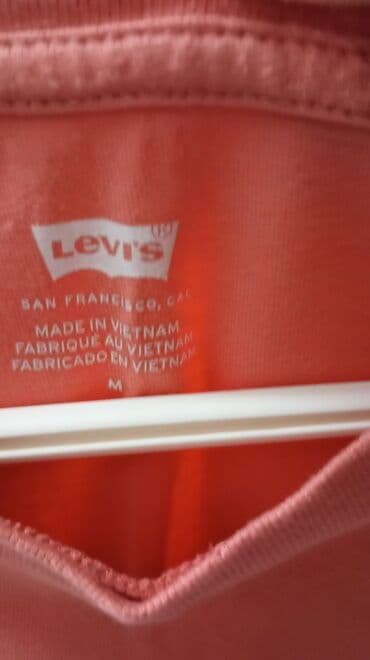 Levi's ®
SAN FRANCISCO, CAL
MADE IN VIETNAM
FABRIQUÉ AU VIETNAM
FABRICADO EN VIETNAM
M